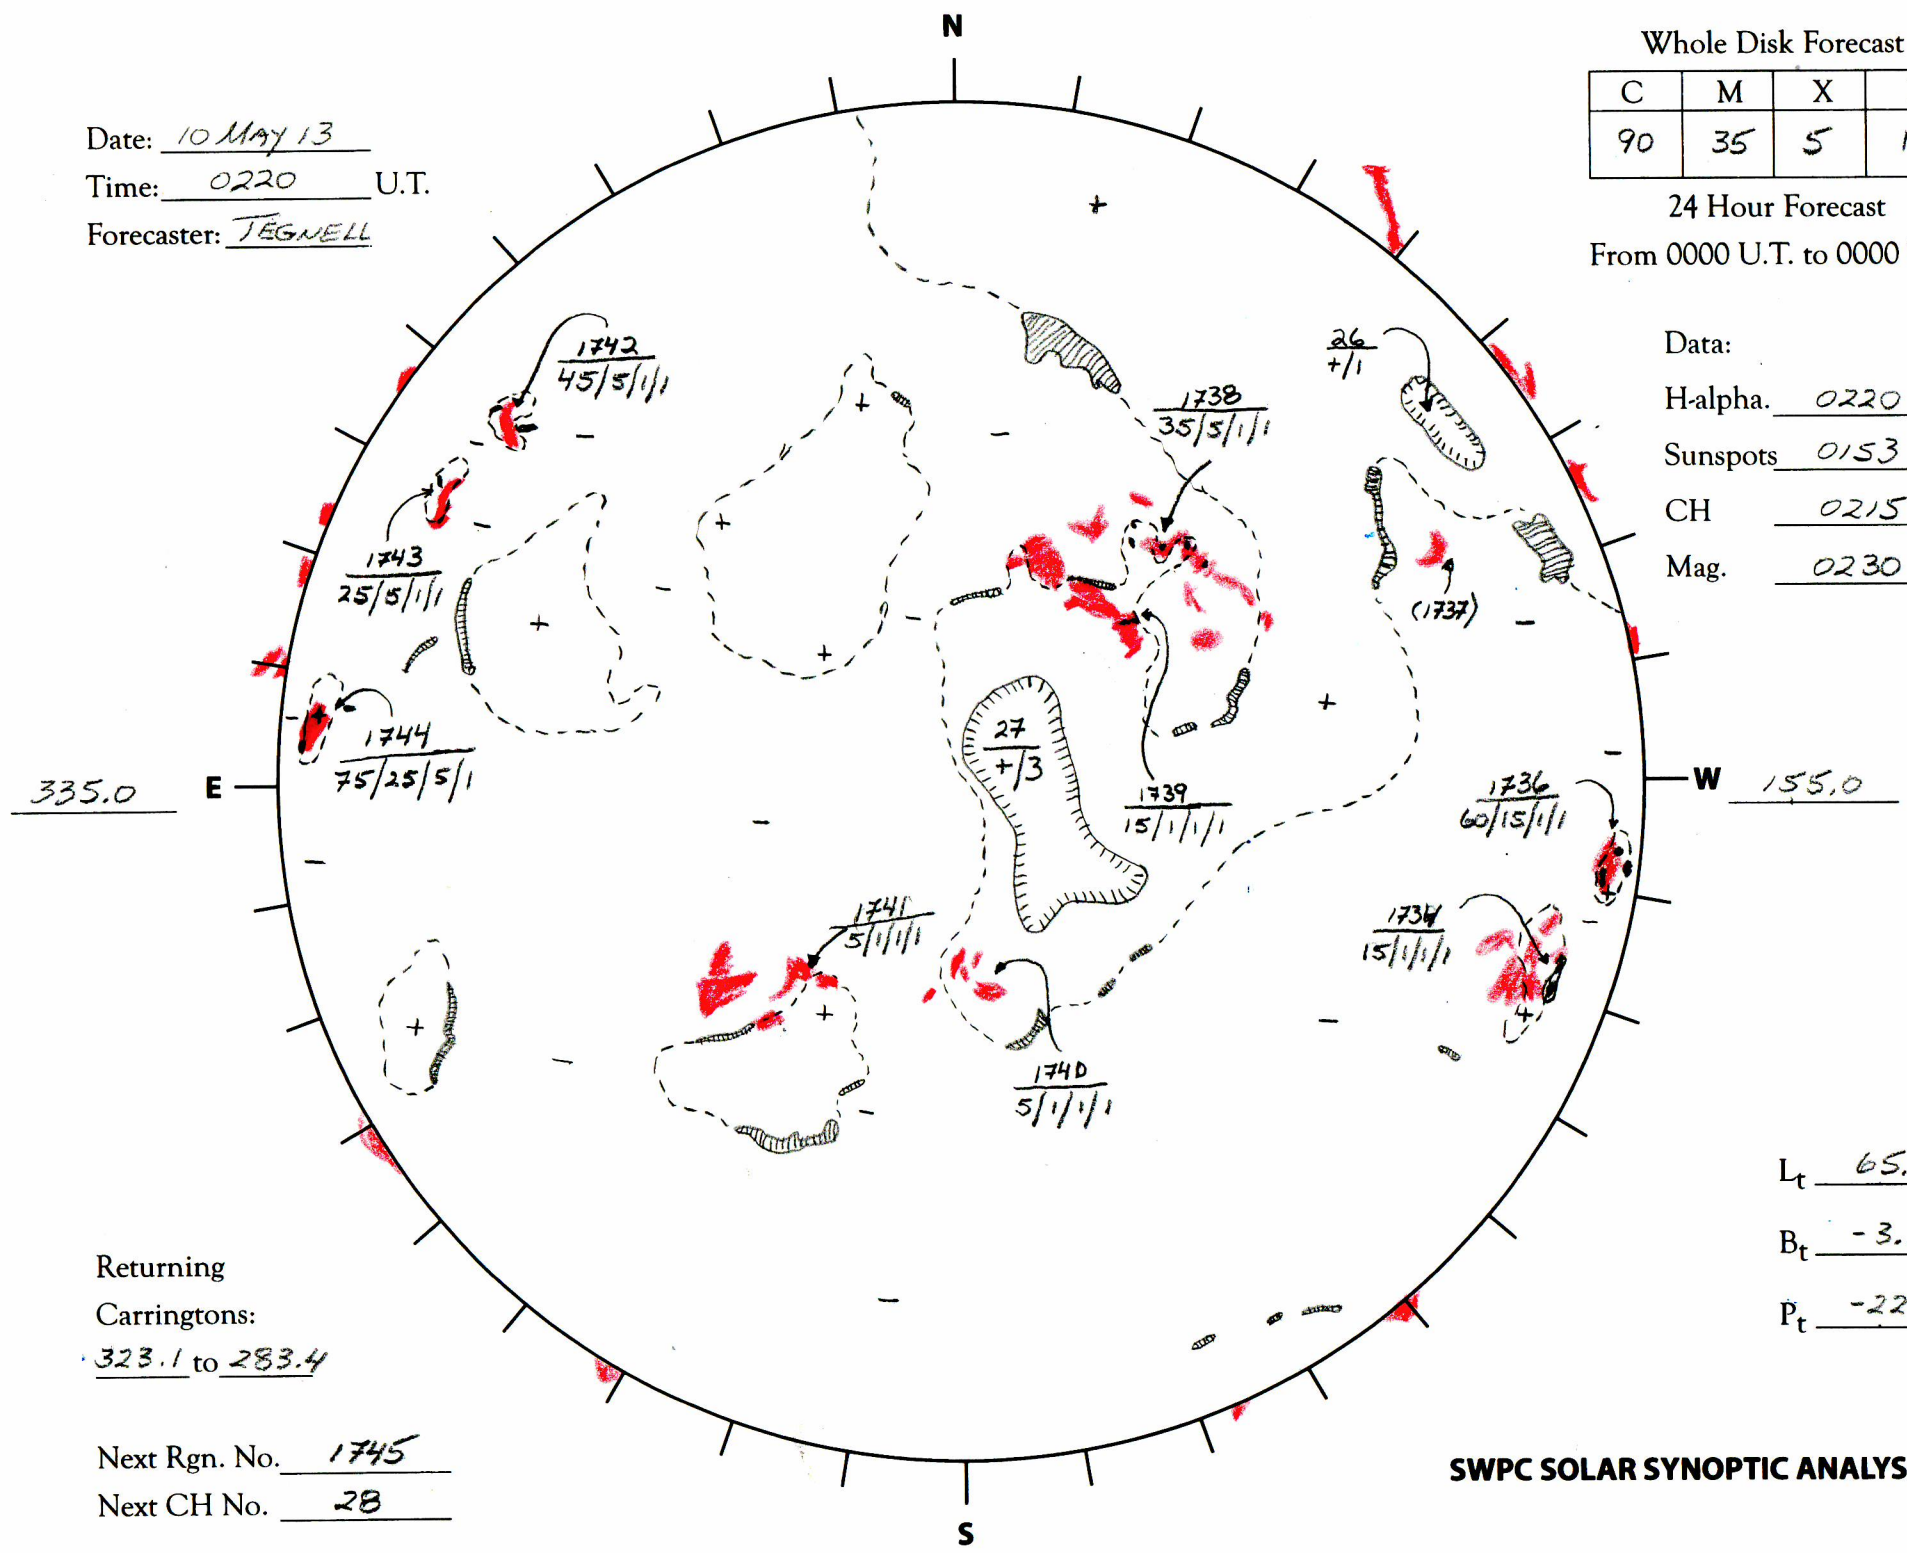 N
Whole Disk Forecast
C M X
90 35 5 1
24 Hour Forecast
From 0000 U.T. to 0000
Date: 10 MAY 13
Time: 0220 U.T.
Forecaster: TEGNELL
Data:
H-alpha. 0220
Sunspots 0153
CH 0215
Mag. 0230
1742
45/5/1/1
26
+/1
1738
35/5/1/1
1743
25/5/1/1
(1737)
1744
75/25/5/1
27
+/3
1739
15/1/1/1
1736
60/15/1/1
335.0 E
W 155.0
1741
5/1/1/1
15/1/1/1
1740
5/1/1/1
Lt 65.
Bt -3.
Pt -22
Returning
Carringtons:
323.1 to 283.4
Next Rgn. No. 1745
Next CH No. 28
SWPC SOLAR SYNOPTIC ANALYS
S